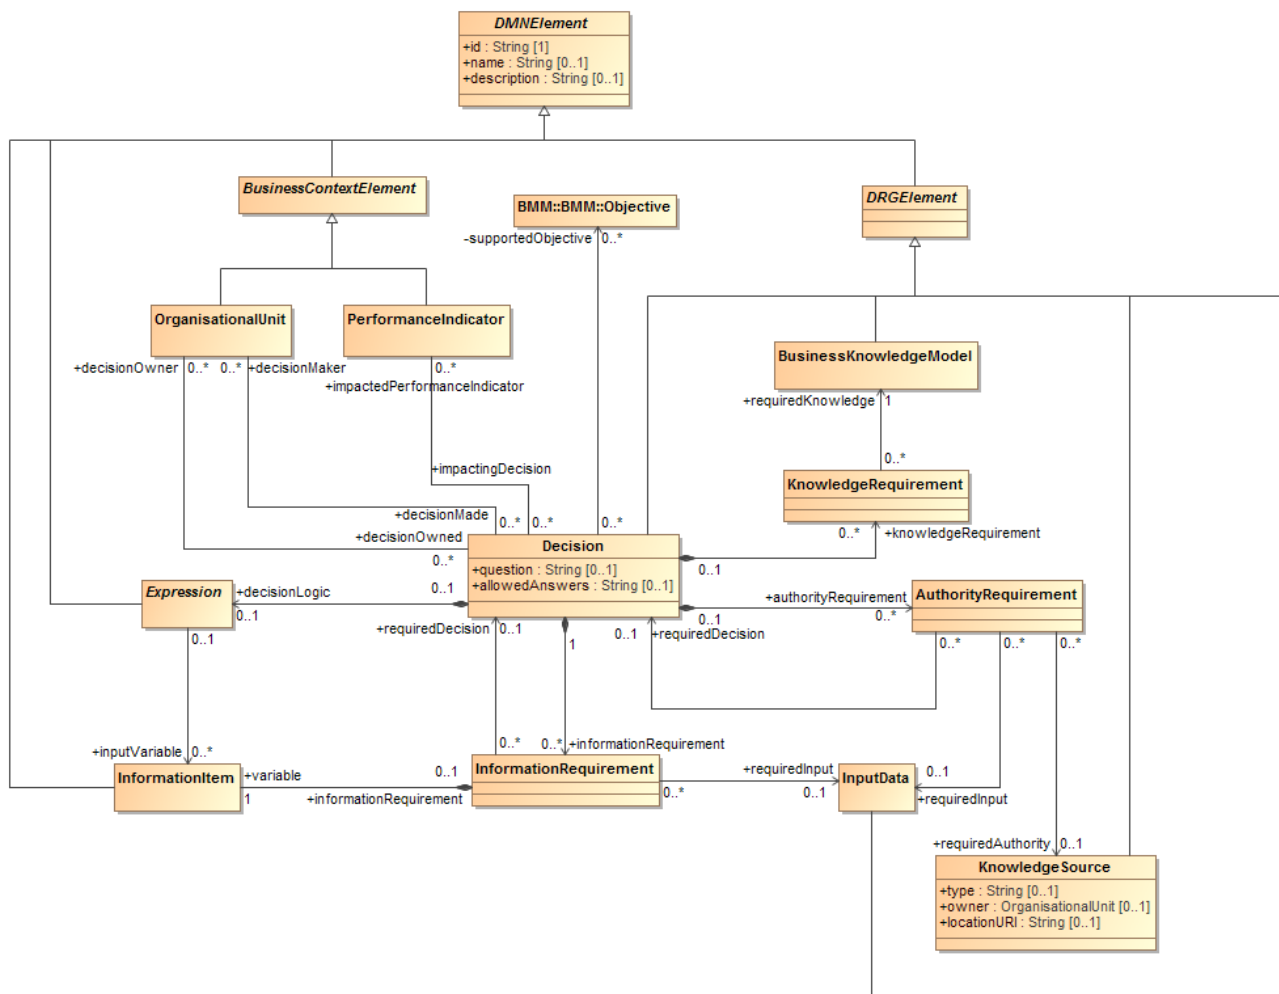 DMNElement
+id : String [1]
+name : String [0..1]
+description : String [0..1]
BusinessContextElement
BMM::BMM::Objective
DRGElement
-supportedObjective 0..*
OrganisationalUnit
PerformanceIndicator
+decisionOwner 0..* 0..* +decisionMaker
0..*
+impactedPerformanceIndicator
BusinessKnowledgeModel
+requiredKnowledge 1
0..*
+impactingDecision
KnowledgeRequirement
+decisionMade 0..* 0..* 0..*
+decisionOwned
0..*
0..* +knowledgeRequirement
Decision
+question : String [0..1]
+allowedAnswers : String [0..1]
0..1
Expression
+decisionLogic 0..1
0..1
0..1
+authorityRequirement
0..*
0..1
AuthorityRequirement
+requiredDecision 0..1
1
0..1 +requiredDecision
0..* 0..* 0..*
+inputVariable 0..*
0..* 0..* +informationRequirement
InformationItem
+variable
1
0..1
+informationRequirement
InformationRequirement
0..*
+requiredInput
0..1
InputData
0..1
+requiredInput
+requiredAuthority 0..1
KnowledgeSource
+type : String [0..1]
+owner : OrganisationalUnit [0..1]
+locationURI : String [0..1]